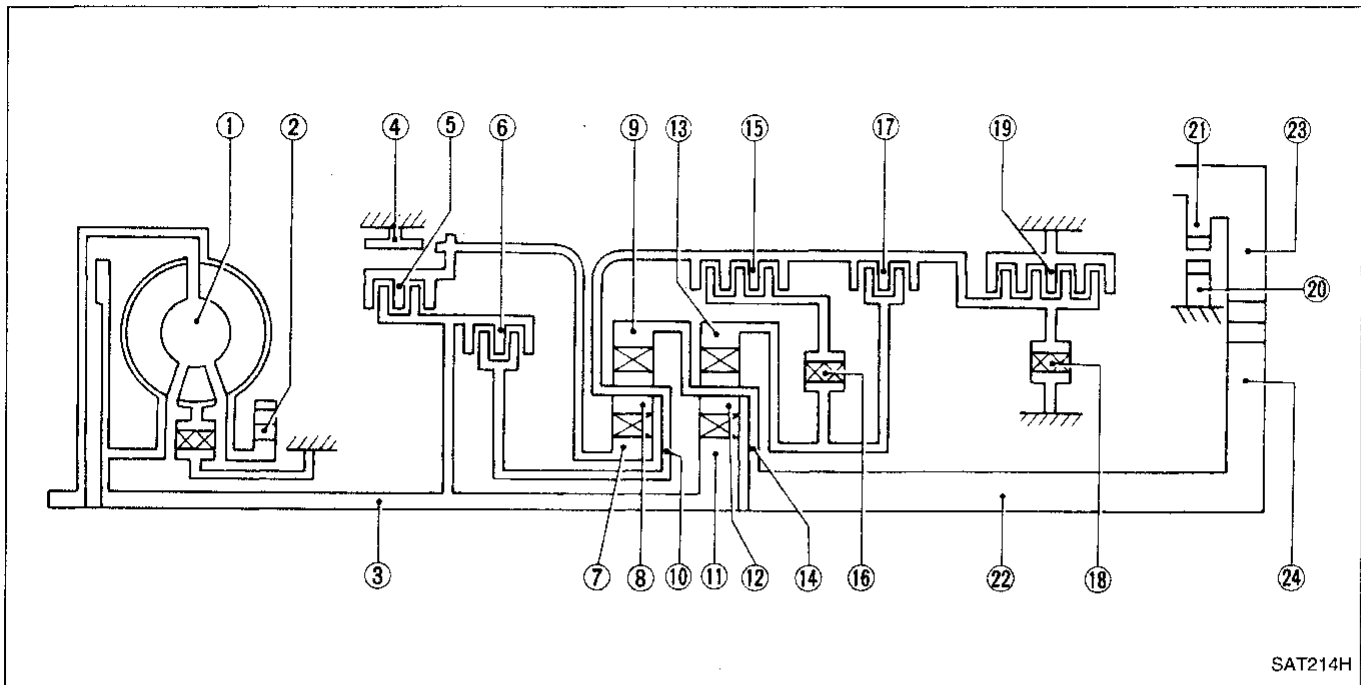 ① ② ④ ⑤ ⑥ ⑨ ⑬ ⑮ ⑰ ⑲ ㉑ ㉓
⑳
③ ⑦ ⑧ ⑩ ⑪ ⑫ ⑭ ⑯ ㉒ ⑱ ㉔
SAT214H